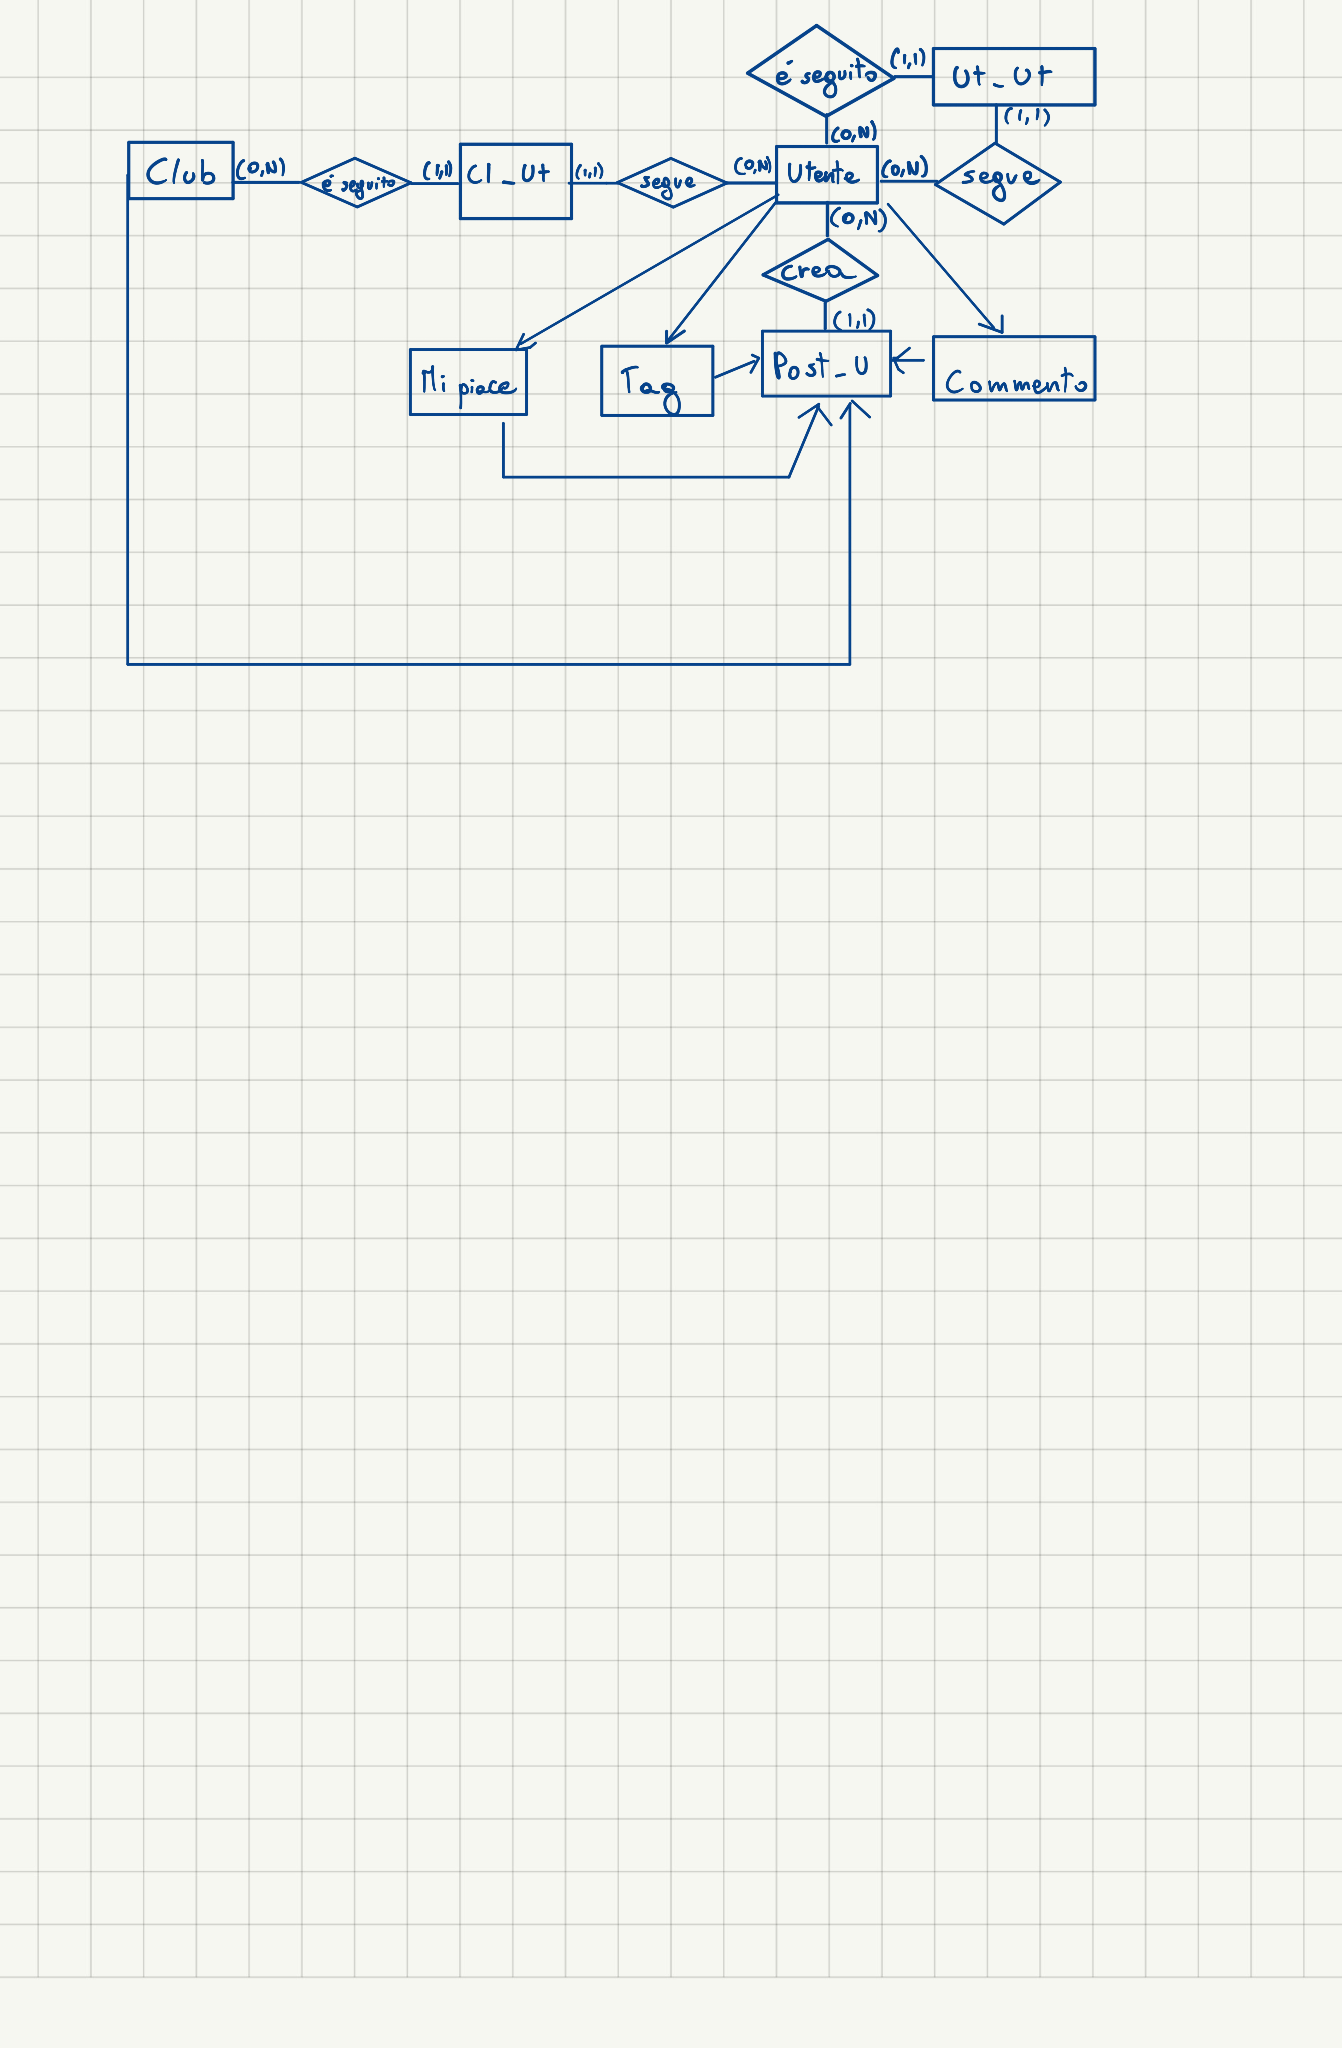 é seguito
(1,1)
Ut_Ut
(1,1)
(0,N)
Club
(0,N)
é seguito
(1,1)
Cl_Ut
(1,1)
segue
(0,N)
Utente
(0,N)
segue
(0,N)
crea
(1,1)
Mi piace
Tag
Post_U
Commento